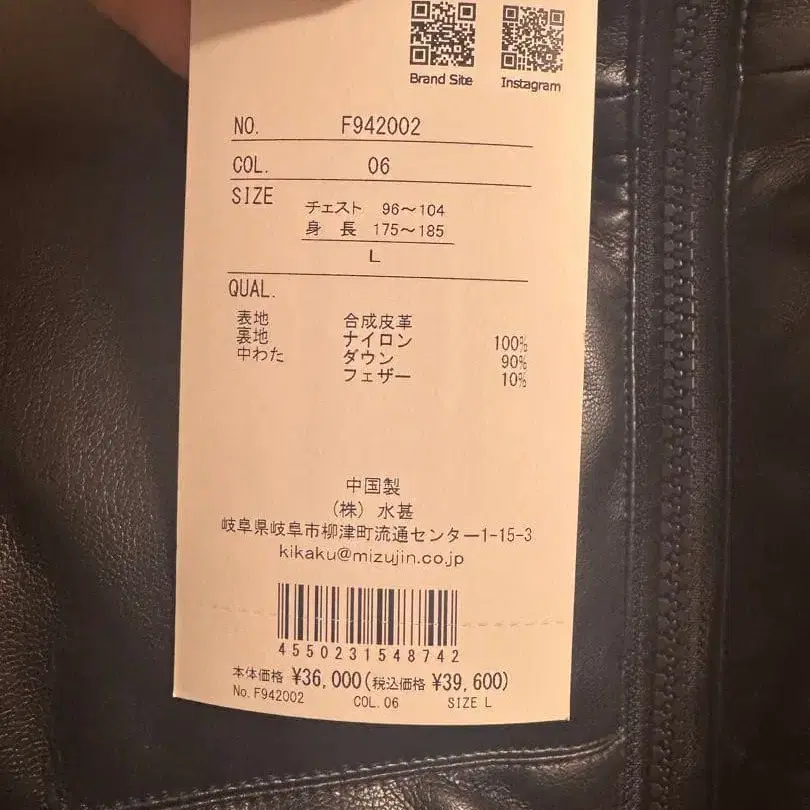 Brand Site Instagram
NO. F942002
COL. 06
SIZE チェスト 96～104
身長 175～185
L
QUAL.
表地 合成皮革
裏地 ナイロン 100%
中わた ダウン 90%
フェザー 10%
中国製
(株) 水甚
岐阜県岐阜市柳津町流通センター1-15-3
kikaku@mizujin.co.jp
4550231548742
本体価格 ¥36,000(税込価格 ¥39,600)
No. F942002 COL. 06 SIZE L